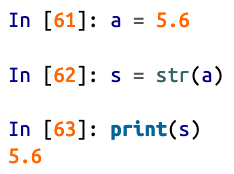 In [61]: a = 5.6
In [62]: s = str(a)
In [63]: print(s)
5.6